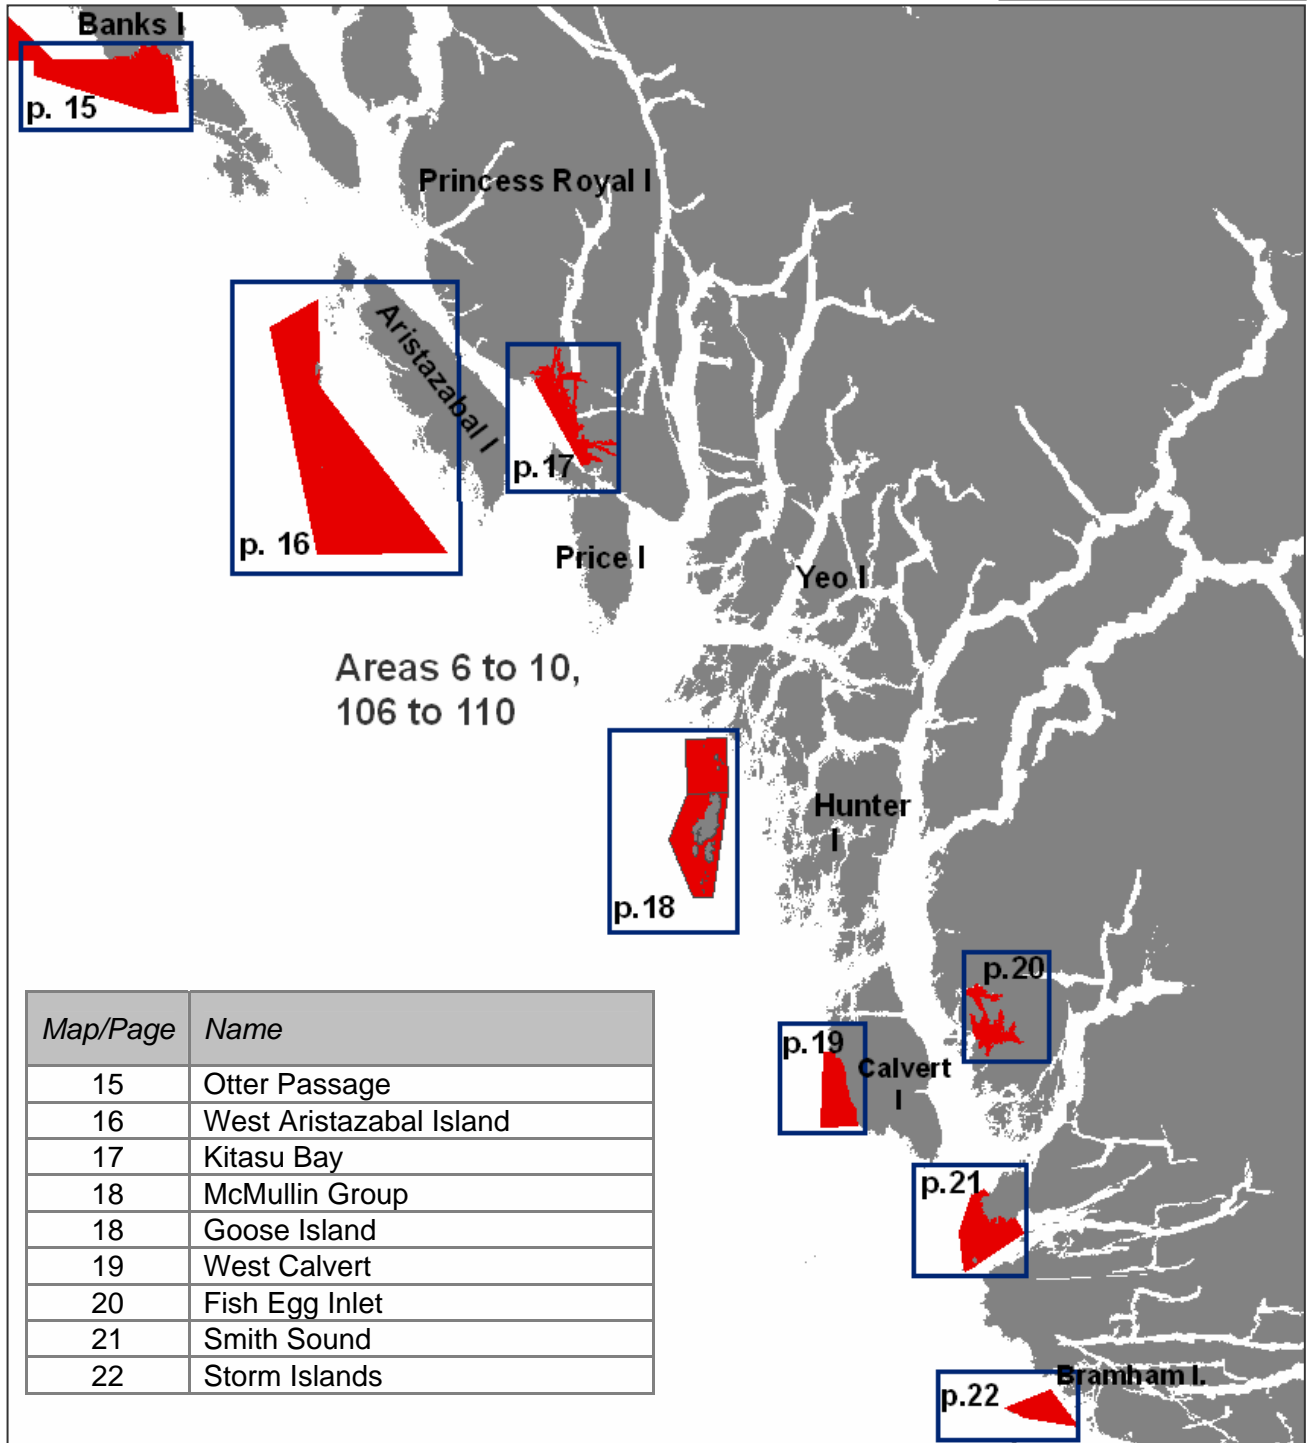 Banks I
p. 15
Princess Royal I
Aristazabal I
p. 16
p.17
Price I
Yeo I
Areas 6 to 10,
106 to 110
Hunter
I
p.18
p.20
p.19
Calvert
I
p.21
Bramham I.
p.22
Map/Page Name
15 Otter Passage
16 West Aristazabal Island
17 Kitasu Bay
18 McMullin Group
18 Goose Island
19 West Calvert
20 Fish Egg Inlet
21 Smith Sound
22 Storm Islands